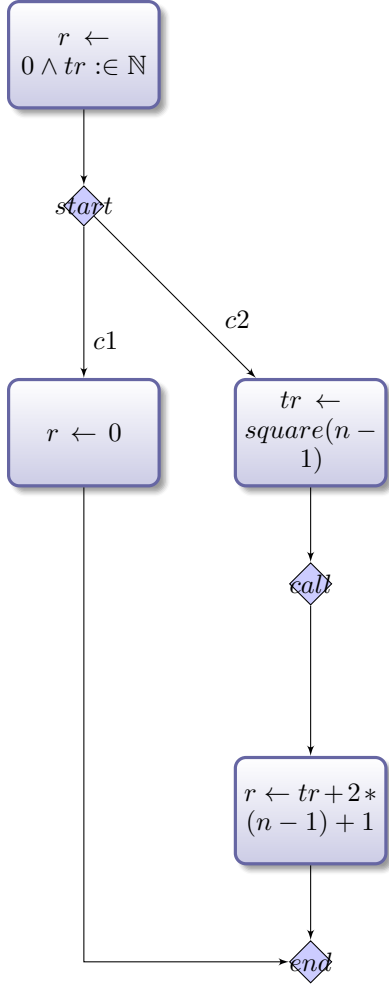 r ←
0 ∧ tr :∈ ℕ
start
c1
c2
r ← 0
tr ←
square(n −
1)
call
r ← tr + 2 ∗
(n − 1) + 1
end